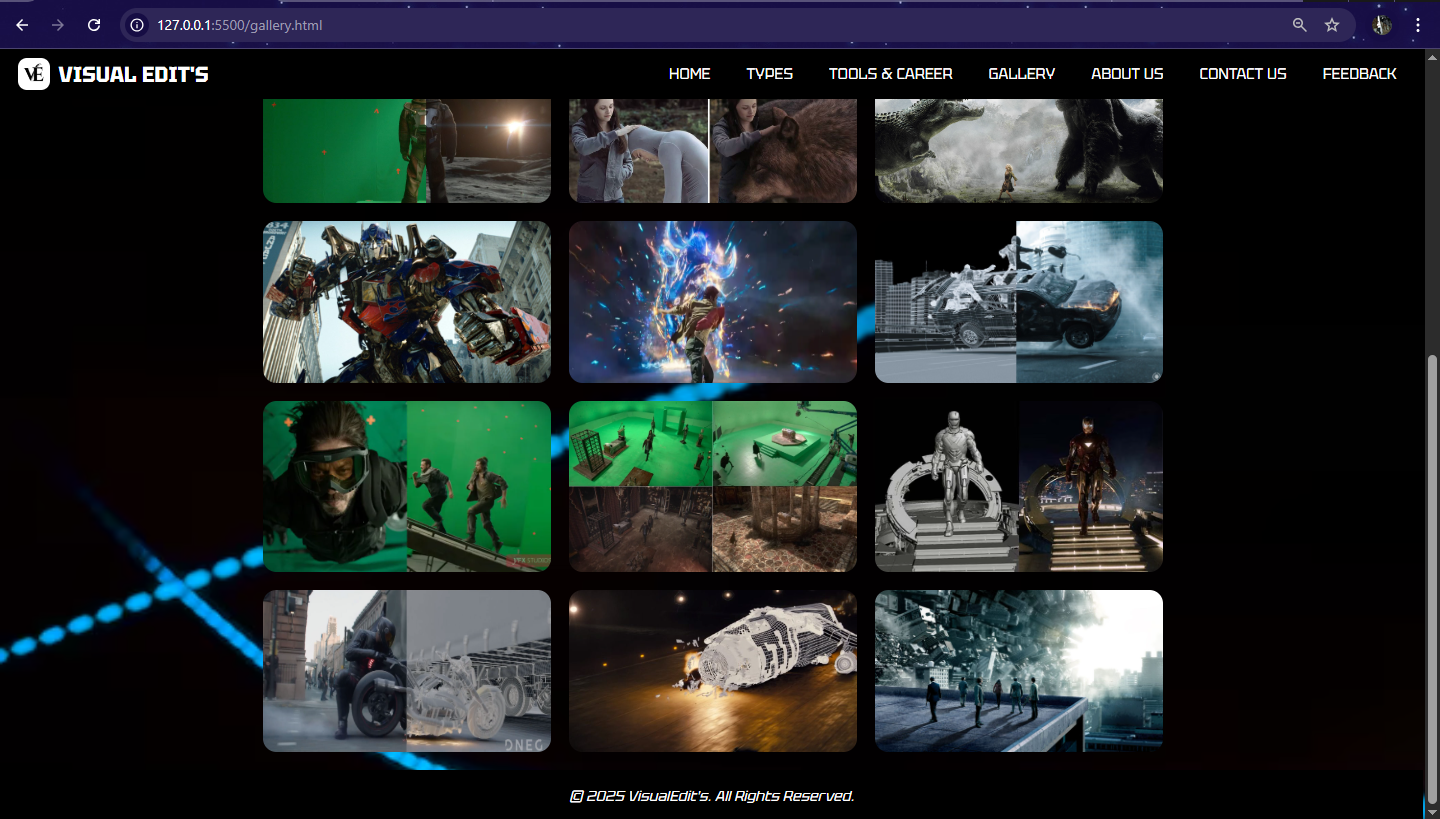 127.0.0.1:5500/gallery.html
VE VISUAL EDIT'S HOME TYPES TOOLS & CAREER GALLERY ABOUT US CONTACT US FEEDBACK
DNEG
© 2025 VisualEdit's. All Rights Reserved.